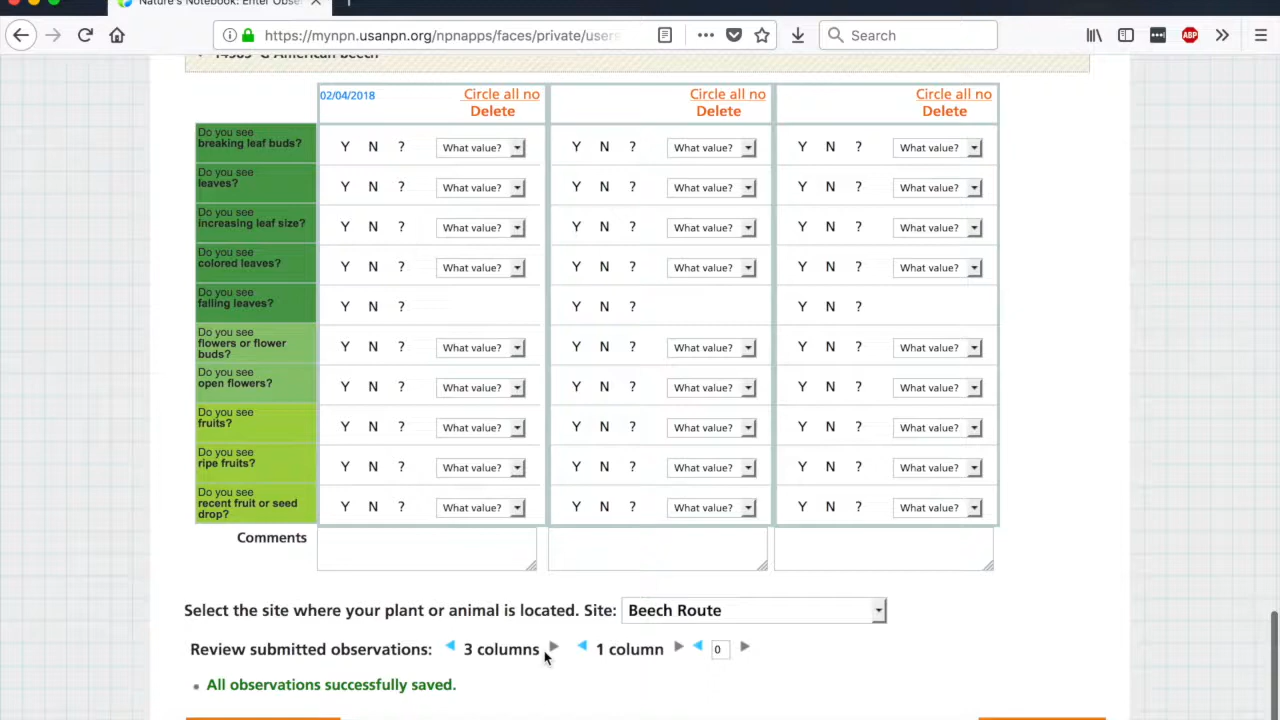 Nature's Notebook: Enter Obse
https://mynpn.usanpn.org/npnapps/faces/private/users
Search
ABP
American beech
02/04/2018 Circle all no Circle all no Circle all no
Delete Delete Delete
Do you see
breaking leaf buds? Y N ? What value? Y N ? What value? Y N ? What value?
Do you see
leaves? Y N ? What value? Y N ? What value? Y N ? What value?
Do you see
increasing leaf size? Y N ? What value? Y N ? What value? Y N ? What value?
Do you see
colored leaves? Y N ? What value? Y N ? What value? Y N ? What value?
Do you see
falling leaves? Y N ? Y N ? Y N ?
Do you see
flowers or flower Y N ? What value? Y N ? What value? Y N ? What value?
buds?
Do you see
open flowers? Y N ? What value? Y N ? What value? Y N ? What value?
Do you see
fruits? Y N ? What value? Y N ? What value? Y N ? What value?
Do you see
ripe fruits? Y N ? What value? Y N ? What value? Y N ? What value?
Do you see
recent fruit or seed Y N ? What value? Y N ? What value? Y N ? What value?
drop?
Comments
Select the site where your plant or animal is located. Site: Beech Route
Review submitted observations: 3 columns 1 column 0
All observations successfully saved.